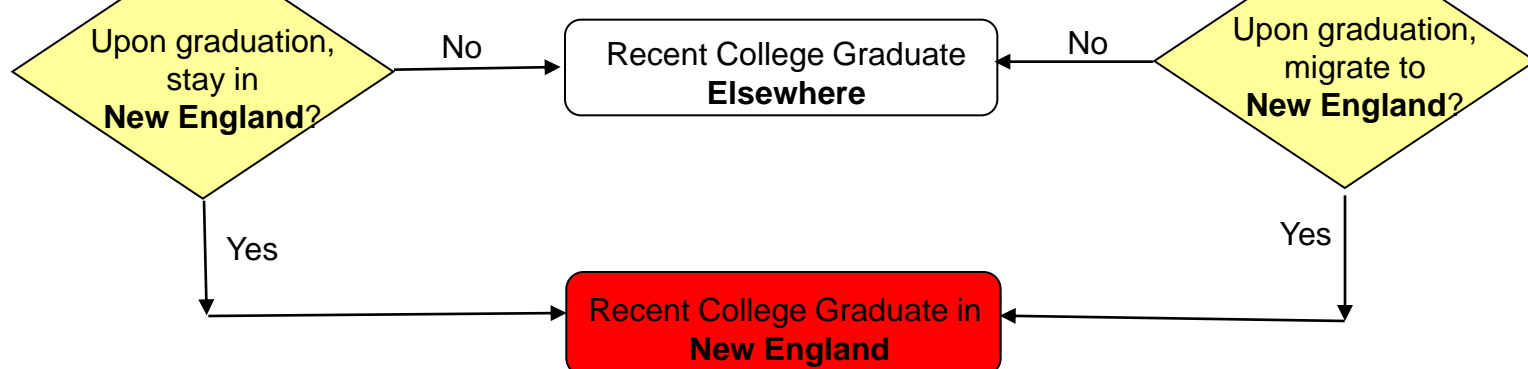 Upon graduation,
stay in
New England?
No
Recent College Graduate
Elsewhere
No
Upon graduation,
migrate to
New England?
Yes
Yes
Recent College Graduate in
New England